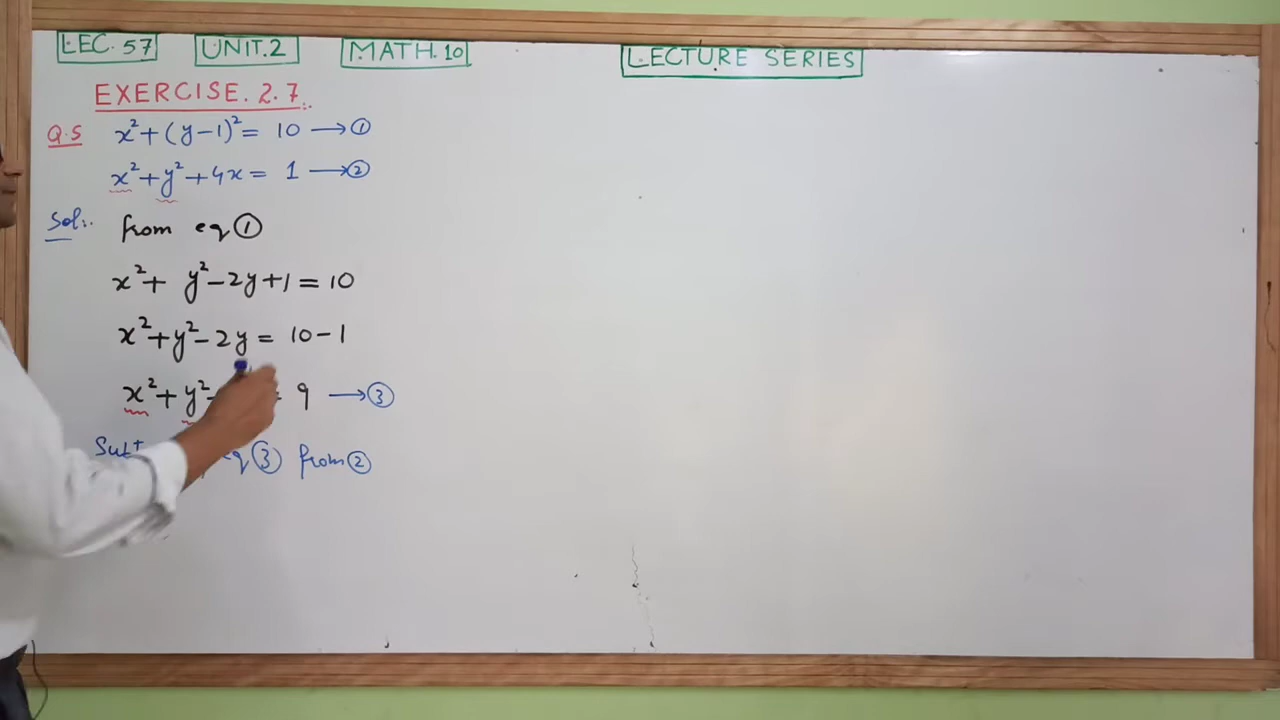 LEC. 57 UNIT.2 MATH.10 LECTURE SERIES
EXERCISE. 2.7.
Q.5 x² + (y-1)² = 10 → ①
x² + y² + 4x = 1 → ②
Sol:. from eq ①
x² + y² - 2y + 1 = 10
x² + y² - 2y = 10 - 1
x² + y² - = 9 → ③
③ from ②